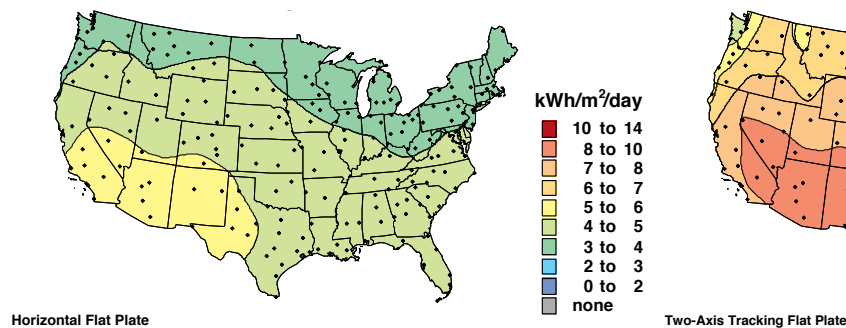 kWh/m²/day
10 to 14
8 to 10
7 to 8
6 to 7
5 to 6
4 to 5
3 to 4
2 to 3
0 to 2
none
Horizontal Flat Plate
Two-Axis Tracking Flat Plate